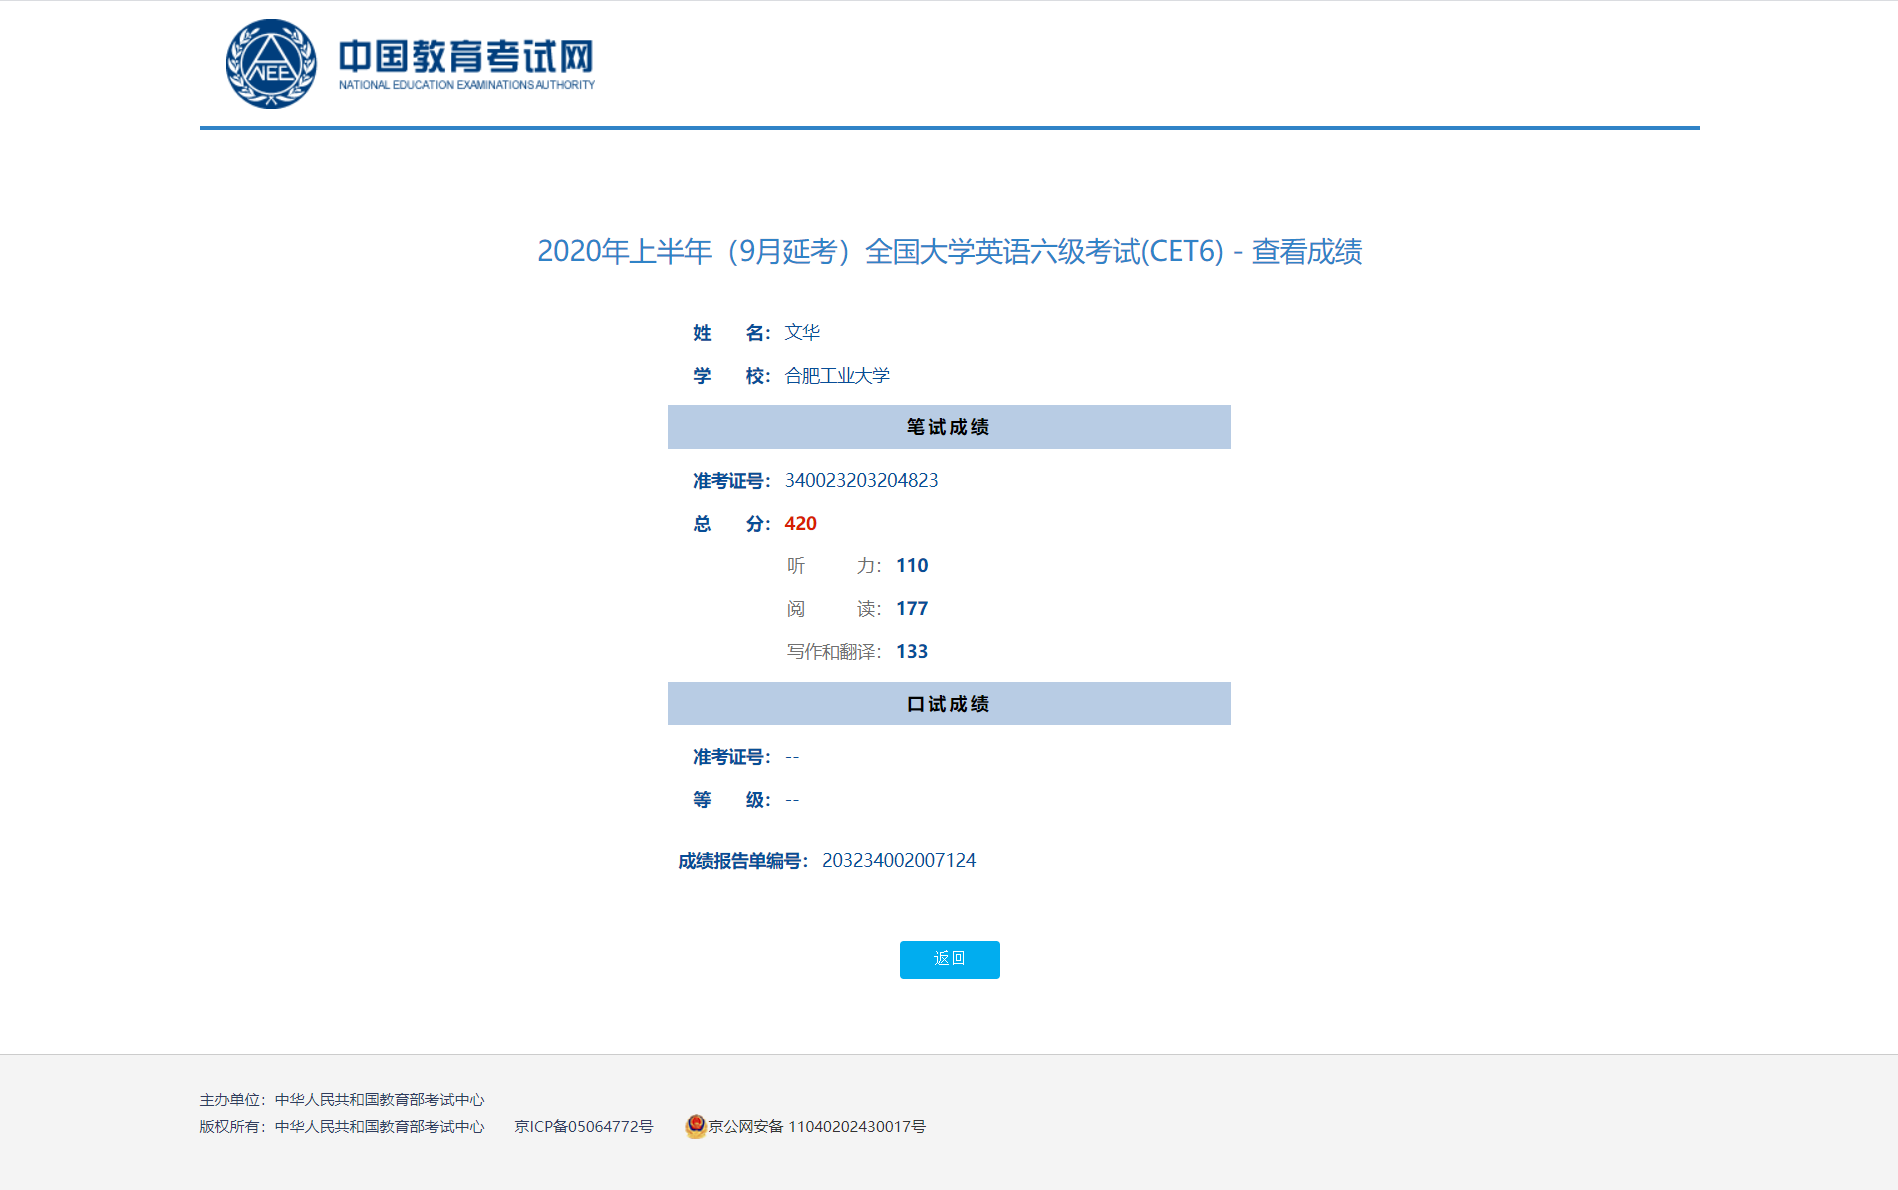 NEE
中国教育考试网
NATIONAL EDUCATION EXAMINATIONS AUTHORITY
2020年上半年（9月延考）全国大学英语六级考试(CET6) - 查看成绩
姓 名： 文华
学 校： 合肥工业大学
笔试成绩
准考证号： 340023203204823
总 分： 420
听 力： 110
阅 读： 177
写作和翻译： 133
口试成绩
准考证号： --
等 级： --
成绩报告单编号： 203234002007124
返回
主办单位：中华人民共和国教育部考试中心
版权所有：中华人民共和国教育部考试中心 京ICP备05064772号 京公网安备 11040202430017号